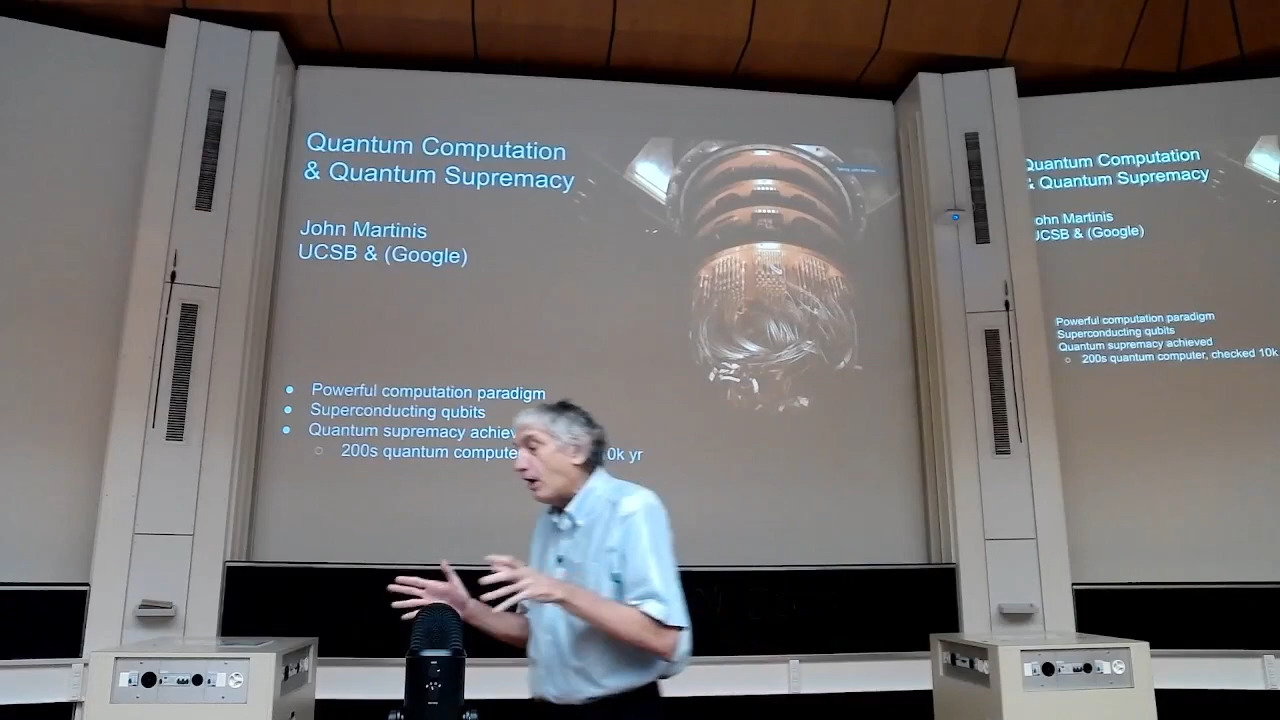 Quantum Computation
& Quantum Supremacy
John Martinis
UCSB & (Google)
Powerful computation paradigm
Superconducting qubits
Quantum supremacy achiev
200s quantum compute 0k yr
Quantum Computation
& Quantum Supremacy
ohn Martinis
UCSB & (Google)
Powerful computation paradigm
Superconducting qubits
Quantum supremacy achieved
200s quantum computer, checked 10k